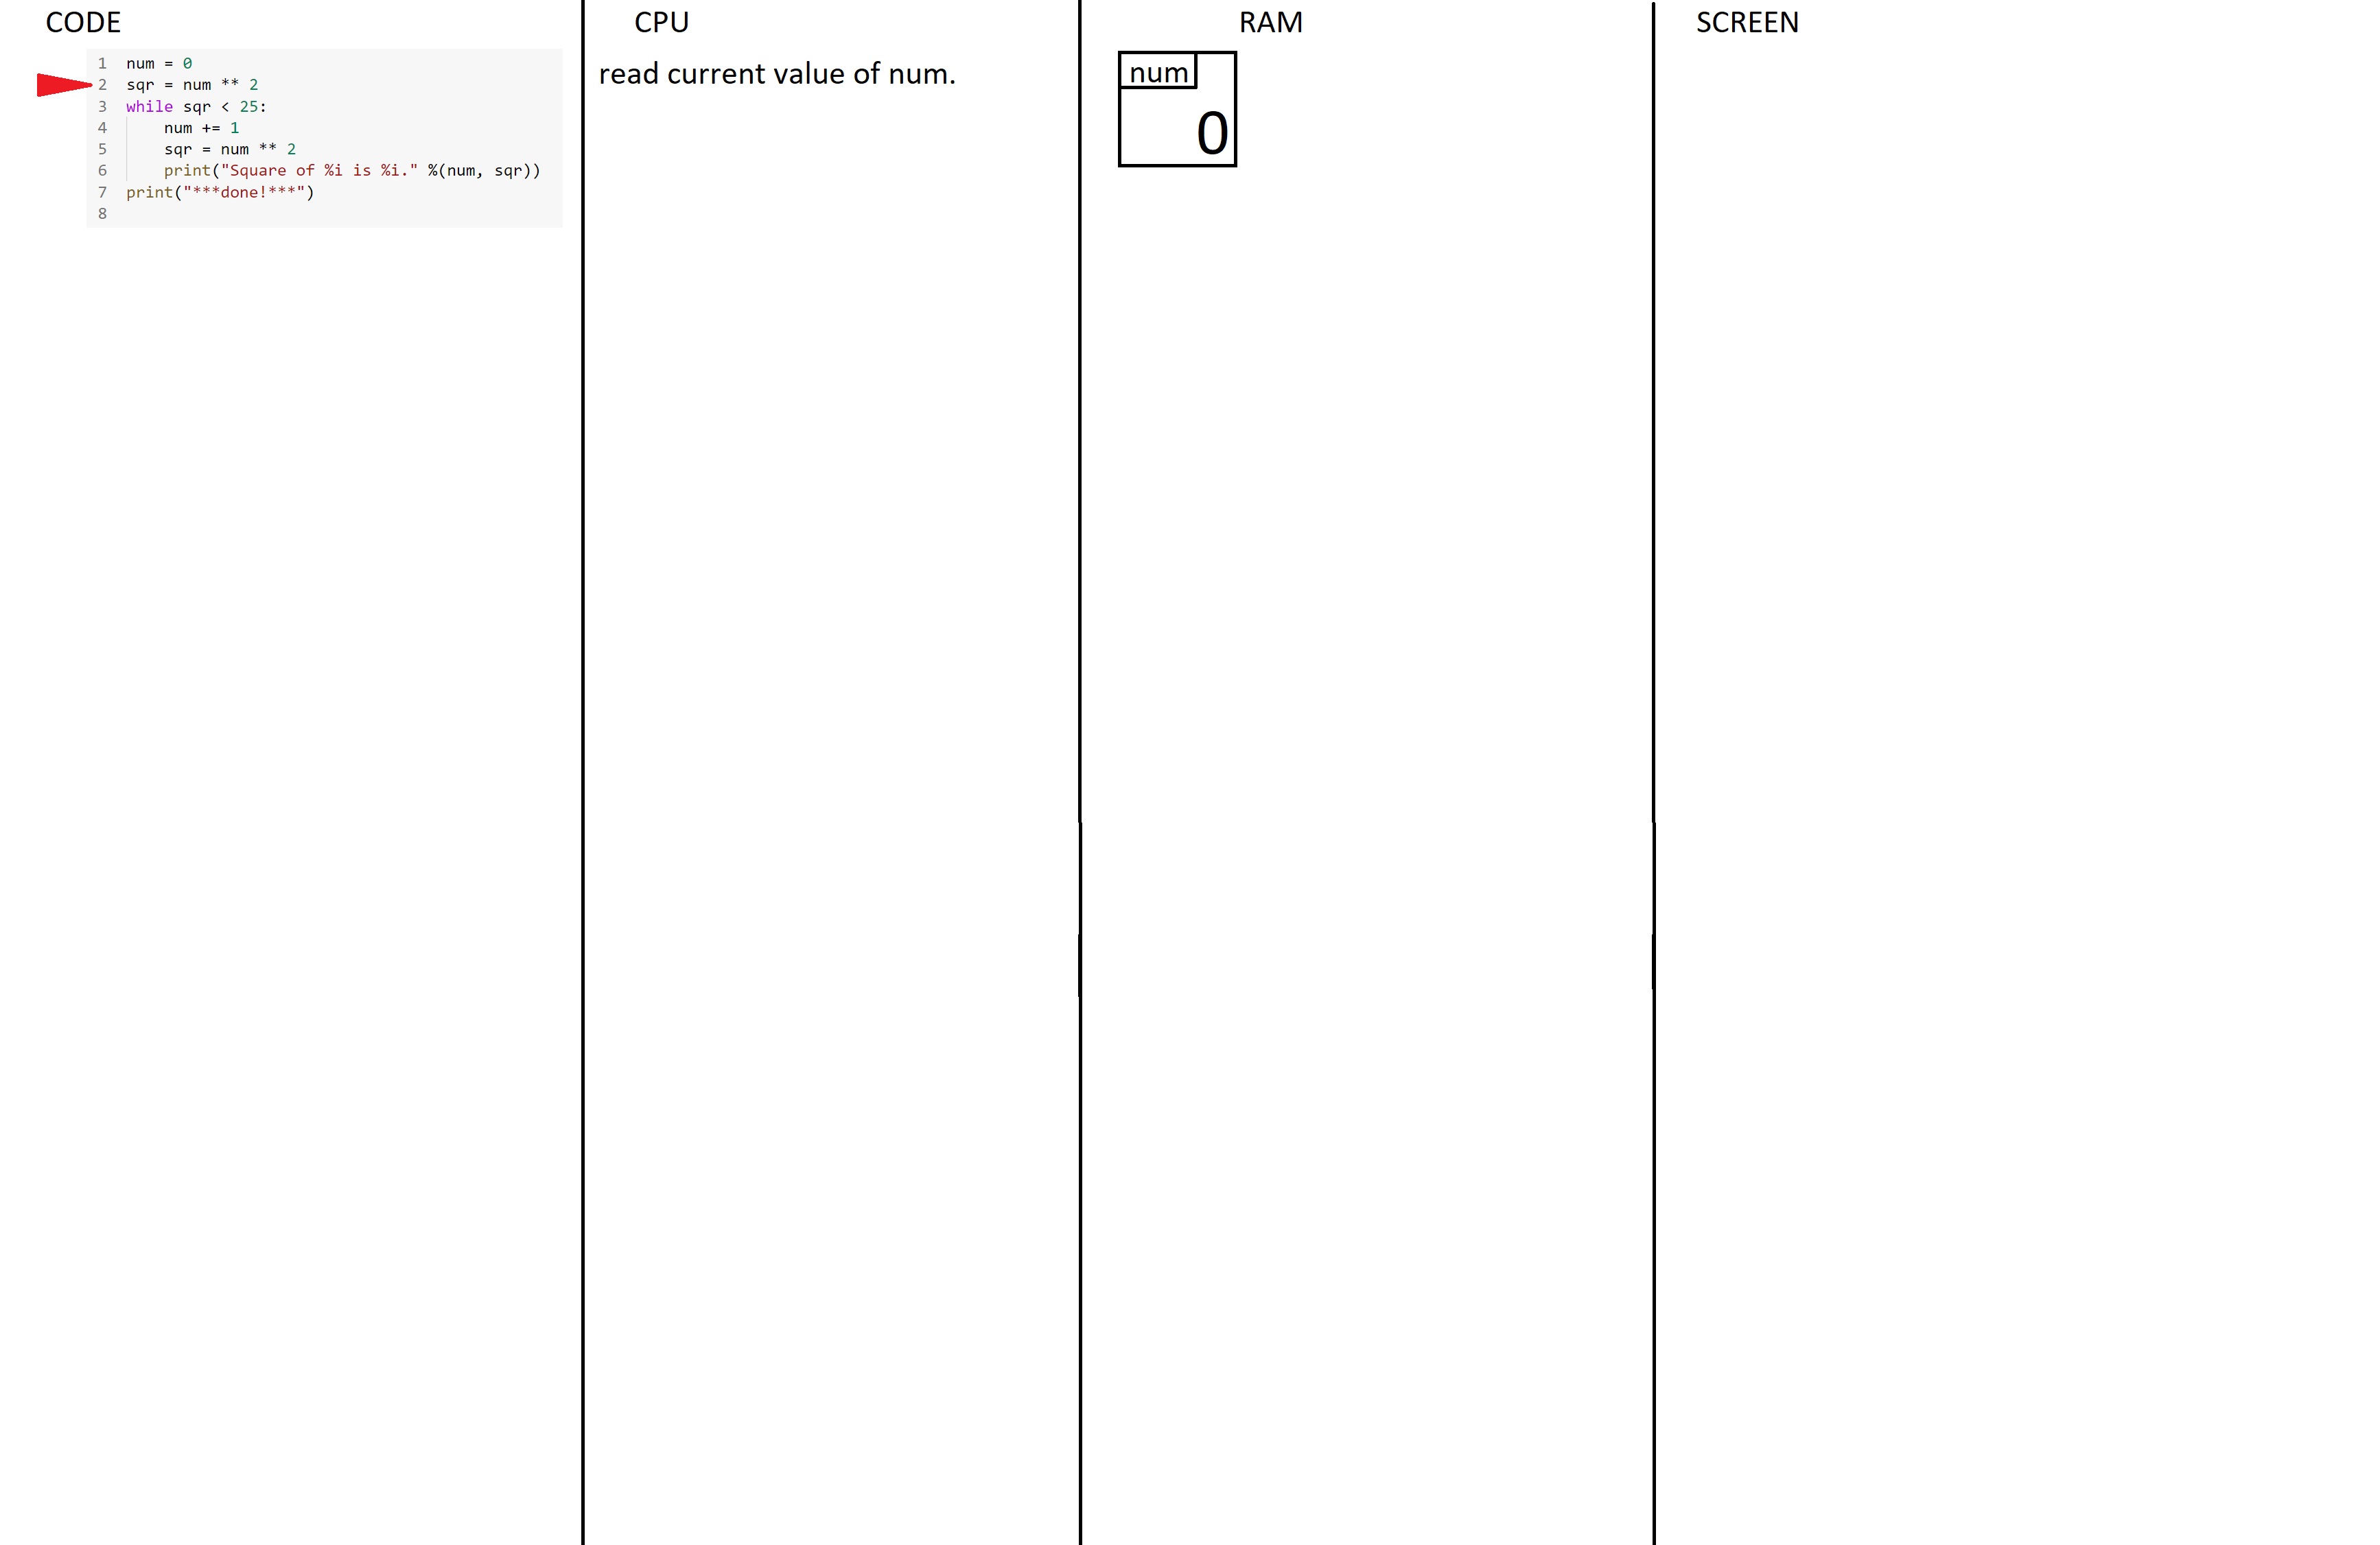 CODE
1 num = 0
2 sqr = num ** 2
3 while sqr < 25:
4     num += 1
5     sqr = num ** 2
6     print("Square of %i is %i." %(num, sqr))
7 print("***done!***")
8
CPU
read current value of num.
RAM
num
0
SCREEN